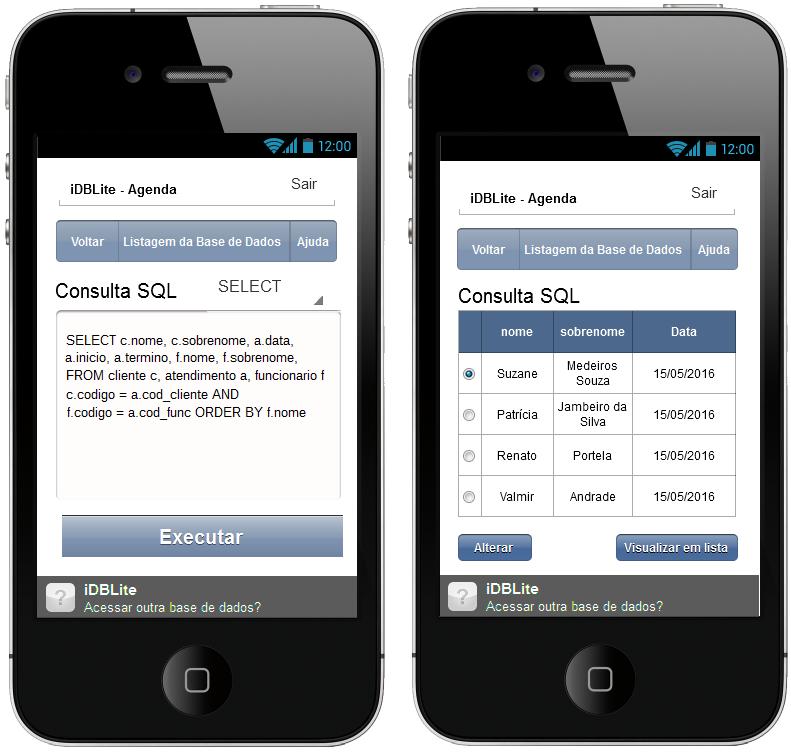 12:00
iDBLite - Agenda
Sair
Voltar Listagem da Base de Dados Ajuda
Consulta SQL SELECT
SELECT c.nome, c.sobrenome, a.data,
a.inicio, a.termino, f.nome, f.sobrenome,
FROM cliente c, atendimento a, funcionario f
c.codigo = a.cod_cliente AND
f.codigo = a.cod_func ORDER BY f.nome
Executar
? iDBLite
Acessar outra base de dados?
12:00
iDBLite - Agenda
Sair
Voltar Listagem da Base de Dados Ajuda
Consulta SQL
nome sobrenome Data
Suzane Medeiros Souza 15/05/2016
Patrícia Jambeiro da Silva 15/05/2016
Renato Portela 15/05/2016
Valmir Andrade 15/05/2016
Alterar Visualizar em lista
? iDBLite
Acessar outra base de dados?